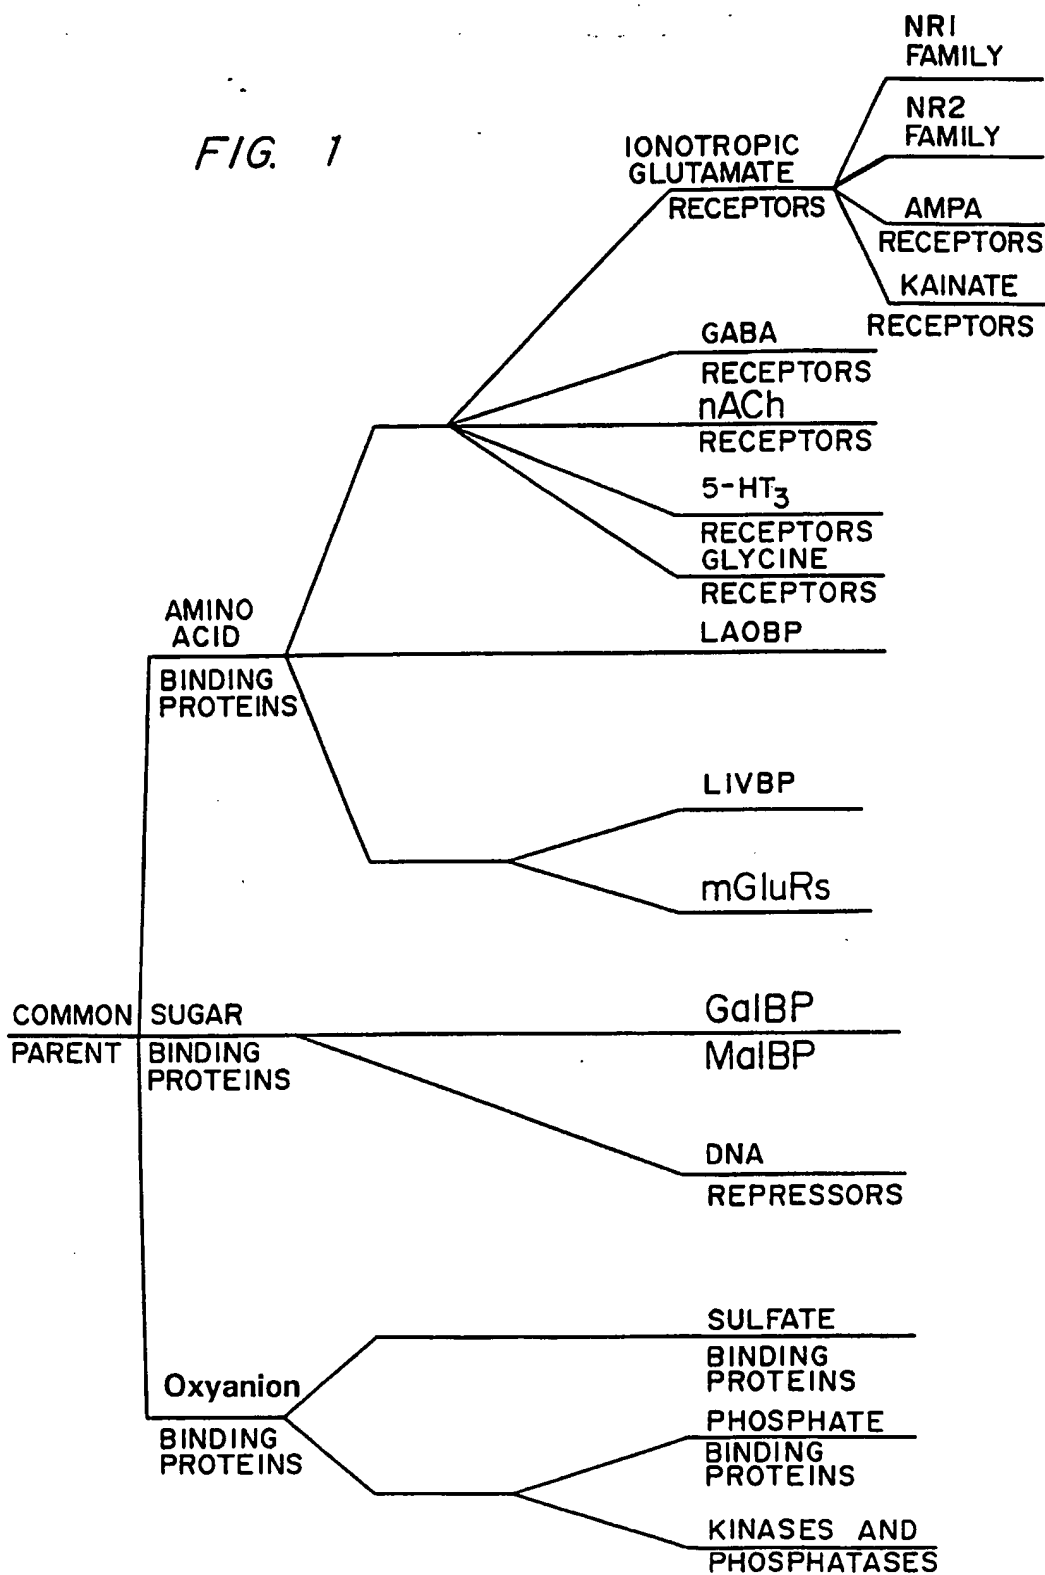 NR1
FAMILY
NR2
FAMILY
FIG. 1
IONOTROPIC
GLUTAMATE
RECEPTORS
AMPA
RECEPTORS
KAINATE
RECEPTORS
GABA
RECEPTORS
nACh
RECEPTORS
5-HT3
RECEPTORS
GLYCINE
RECEPTORS
AMINO
ACID
BINDING
PROTEINS
LAOBP
LIVBP
mGluRs
COMMON
PARENT
SUGAR
BINDING
PROTEINS
GalBP
MalBP
DNA
REPRESSORS
SULFATE
BINDING
PROTEINS
Oxyanion
BINDING
PROTEINS
PHOSPHATE
BINDING
PROTEINS
KINASES AND
PHOSPHATASES